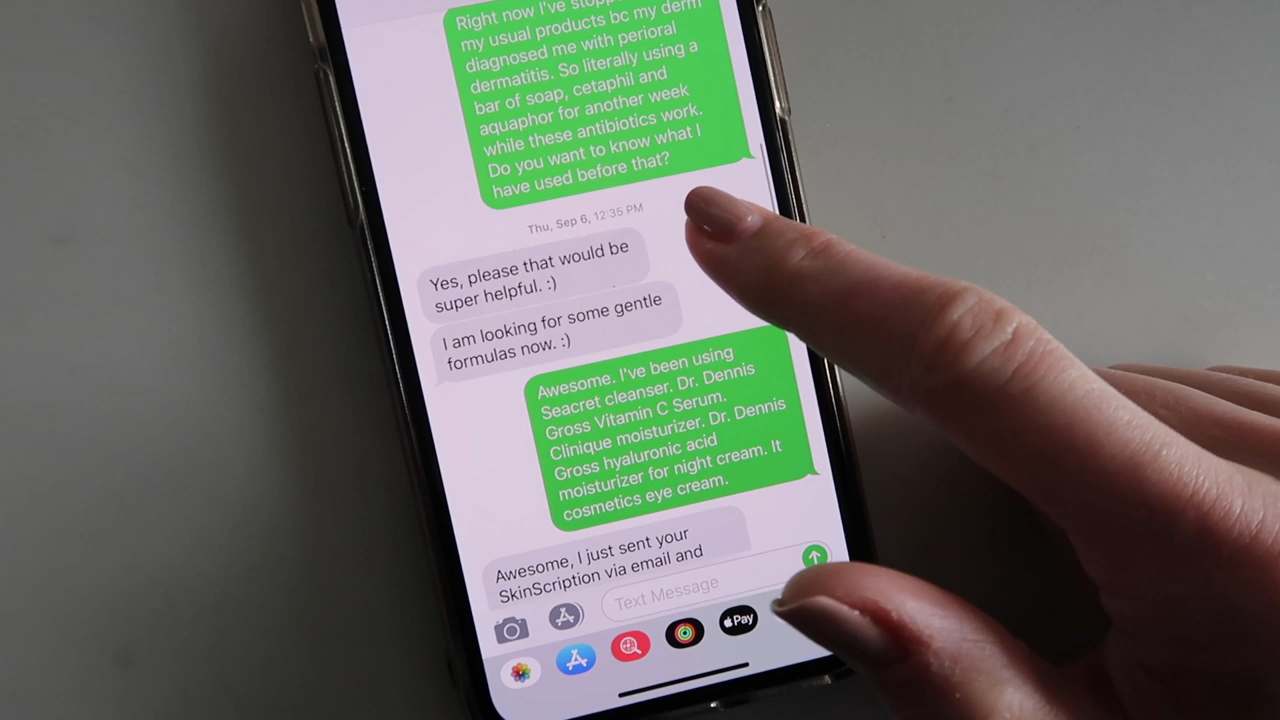 Right now I've stopp
my usual products bc my derm
diagnosed me with perioral
dermatitis. So literally using a
bar of soap, cetaphil and
aquaphor for another week
while these antibiotics work.
Do you want to know what I
have used before that?
Thu, Sep 6, 12:35 PM
Yes, please that would be
super helpful. :)
I am looking for some gentle
formulas now. :)
Awesome. I've been using
Seacret cleanser. Dr. Dennis
Gross Vitamin C Serum.
Clinique moisturizer. Dr. Dennis
Gross hyaluronic acid
moisturizer for night cream. It
cosmetics eye cream.
Awesome, I just sent your
SkinScription via email and
Text Message
Pay